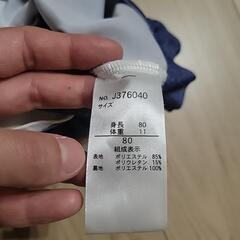 NO. J376040
サイズ
身長 80
体重 11
80
組成表示
表地 ポリエステル 85%
ポリウレタン 15%
裏地 ポリエステル 100%